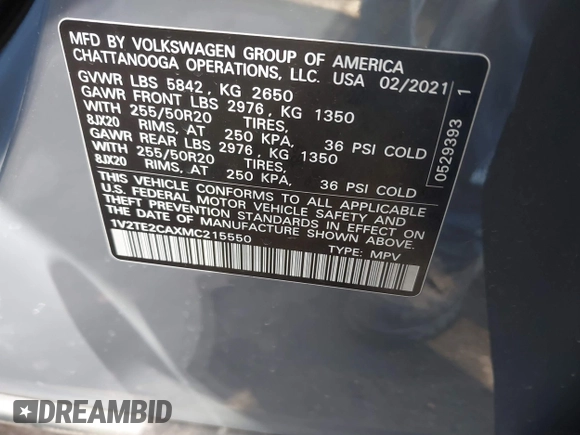 MFD BY VOLKSWAGEN GROUP OF AMERICA
CHATTANOOGA OPERATIONS, LLC. USA 02/2021
GVWR LBS 5842, KG 2650
GAWR FRONT LBS 2976, KG 1350
WITH 255/50R20 TIRES,
8JX20 RIMS, AT 250 KPA, 36 PSI COLD
GAWR REAR LBS 2976, KG 1350
WITH 255/50R20 TIRES,
8JX20 RIMS, AT 250 KPA, 36 PSI COLD
THIS VEHICLE CONFORMS TO ALL APPLICABLE
U.S. FEDERAL MOTOR VEHICLE SAFETY AND
THEFT PREVENTION STANDARDS IN EFFECT ON
THE DATE OF MANUFACTURE SHOWN ABOVE.
1V2TE2CAXMC215550
TYPE: MPV
0529393 1
DREAMBID